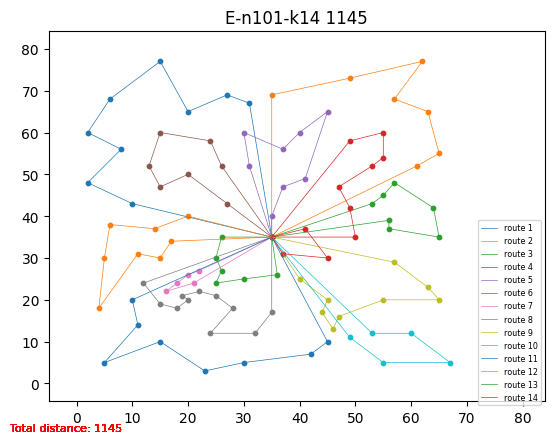 E-n101-k14 1145
80
70
60
50
40
30
20
10
0
0 10 20 30 40 50 60 70 80
route 1
route 2
route 3
route 4
route 5
route 6
route 7
route 8
route 9
route 10
route 11
route 12
route 13
route 14
Total distance: 1145